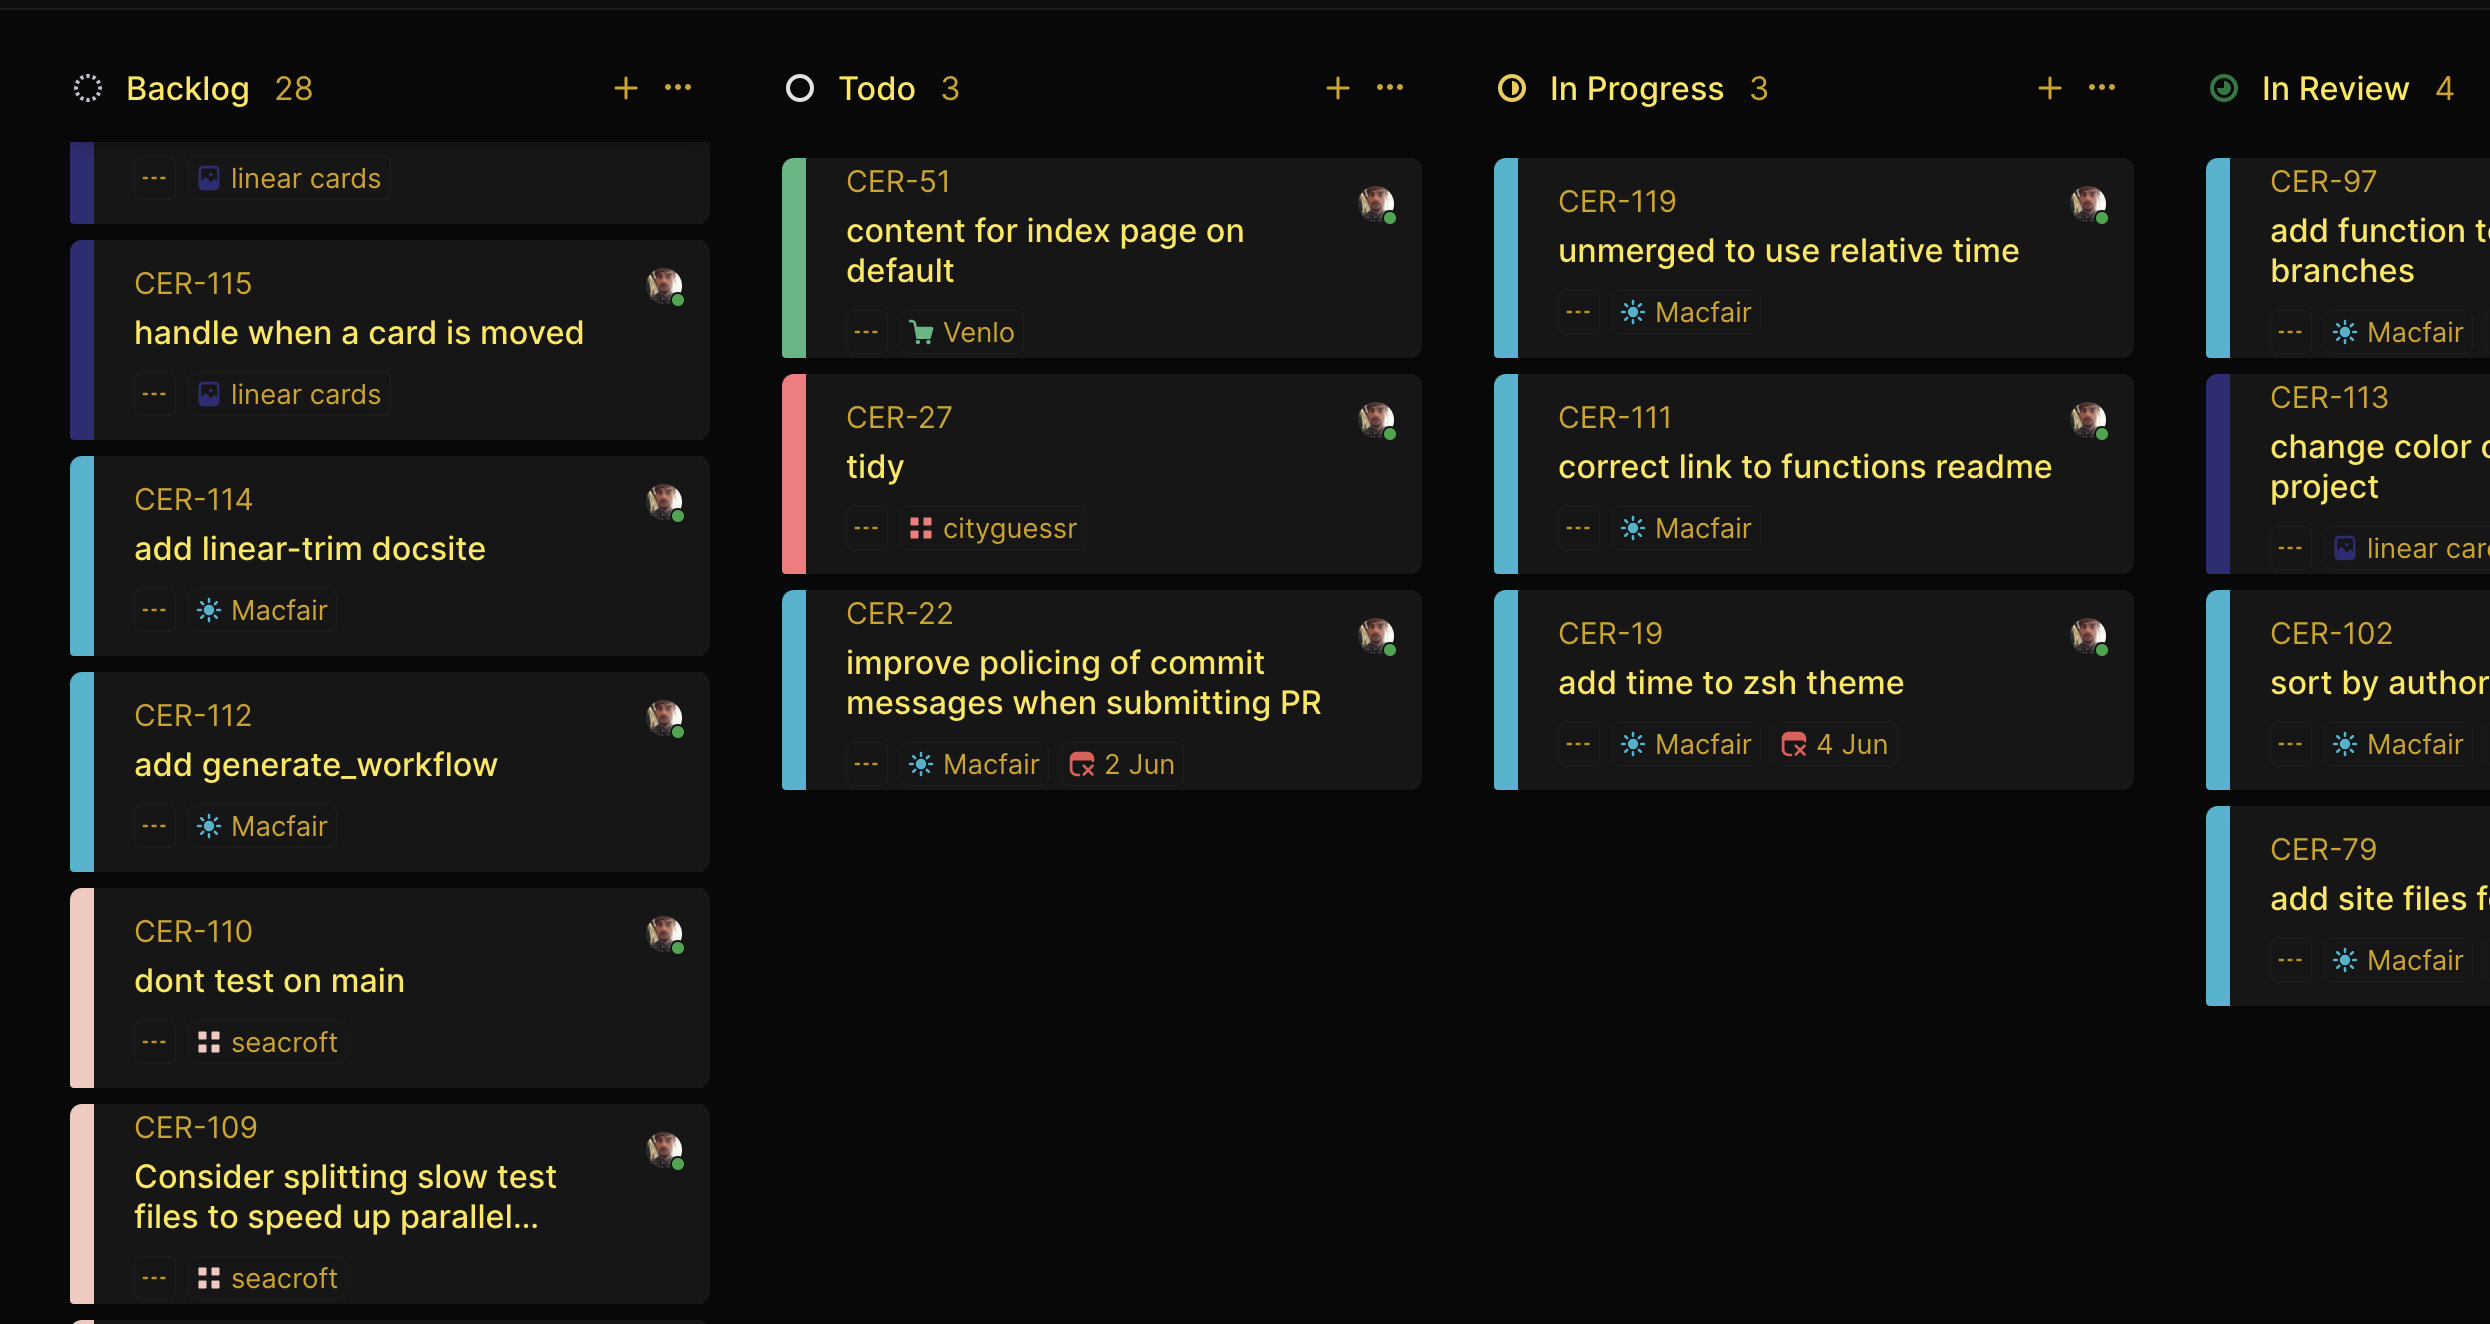 Backlog 28
linear cards
CER-115
handle when a card is moved
linear cards
CER-114
add linear-trim docsite
Macfair
CER-112
add generate_workflow
Macfair
CER-110
dont test on main
seacroft
CER-109
Consider splitting slow test
files to speed up parallel...
seacroft
Todo 3
CER-51
content for index page on
default
Venlo
CER-27
tidy
cityguessr
CER-22
improve policing of commit
messages when submitting PR
Macfair 2 Jun
In Progress 3
CER-119
unmerged to use relative time
Macfair
CER-111
correct link to functions readme
Macfair
CER-19
add time to zsh theme
Macfair 4 Jun
In Review 4
CER-97
add function
branches
Macfair
CER-113
change color
project
linear
CER-102
sort by author
Macfair
CER-79
add site files
Macfair